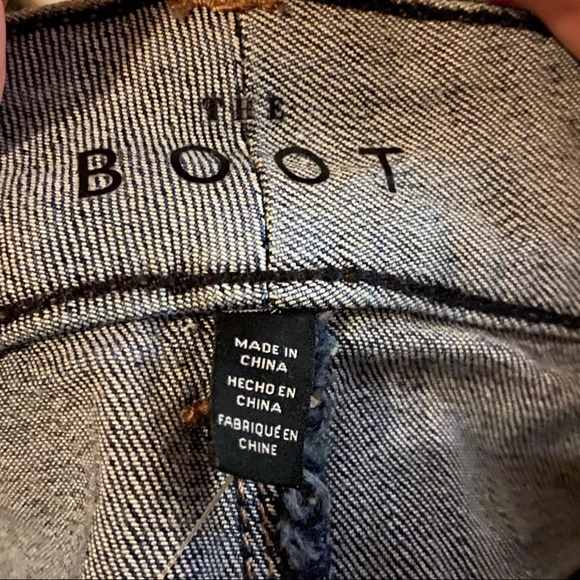 THE
BOOT
MADE IN
CHINA
HECHO EN
CHINA
FABRIQUÉ EN
CHINE